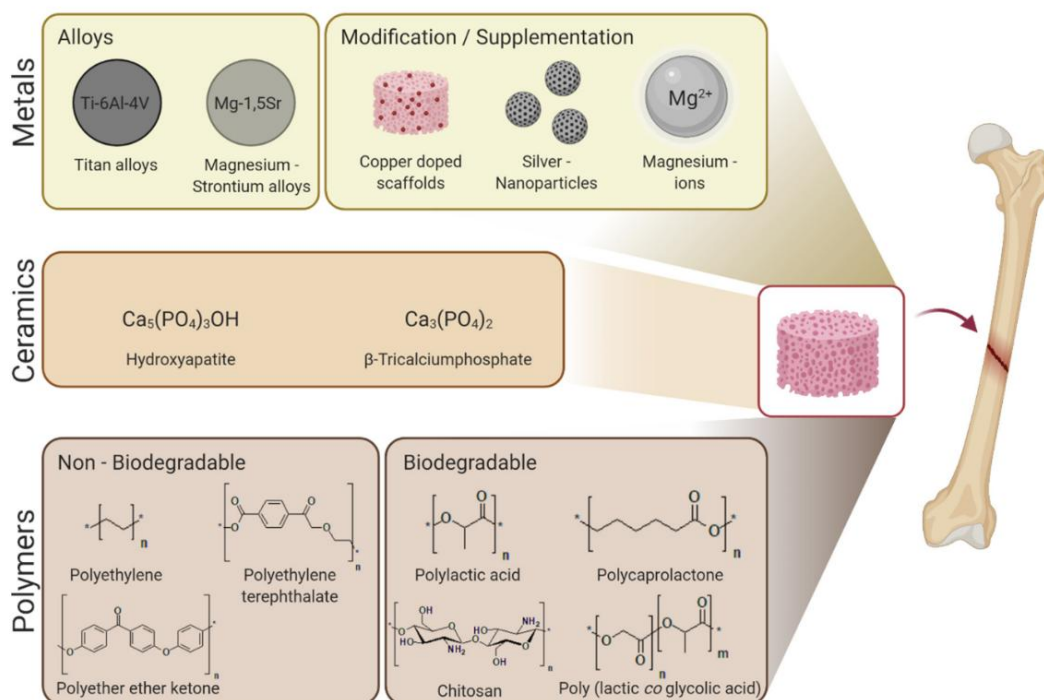 Metals
Alloys
Ti-6Al-4V
Mg-1,5Sr
Titan alloys
Magnesium -
Strontium alloys
Modification / Supplementation
Mg²⁺
Copper doped
scaffolds
Silver -
Nanoparticles
Magnesium -
ions
Ceramics
Ca₅(PO₄)₃OH
Hydroxyapatite
Ca₃(PO₄)₂
β-Tricalciumphosphate
Polymers
Non - Biodegradable
* * n
Polyethylene
O O *O O * n
Polyethylene
terephthalate
O *O O * n
Polyether ether ketone
Biodegradable
* O O * n
Polylactic acid
* O O * n
Polycaprolactone
OH NH₂ * O HO NH₂ O HO O O * OH n
Chitosan
* O O n O O * m
Poly (lactic co glycolic acid)